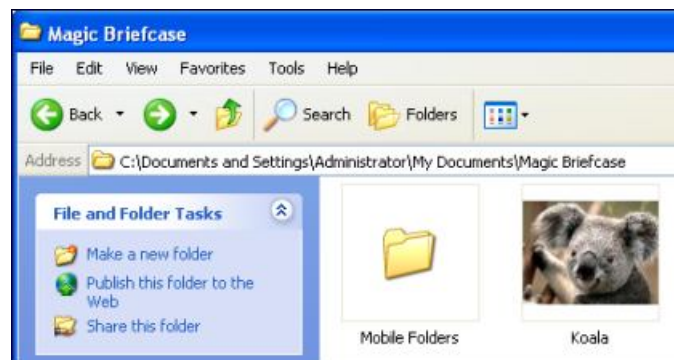 Magic Briefcase
File Edit View Favorites Tools Help
Back Search Folders
Address C:\Documents and Settings\Administrator\My Documents\Magic Briefcase
File and Folder Tasks
Make a new folder
Publish this folder to the
Web
Share this folder
Mobile Folders
Koala